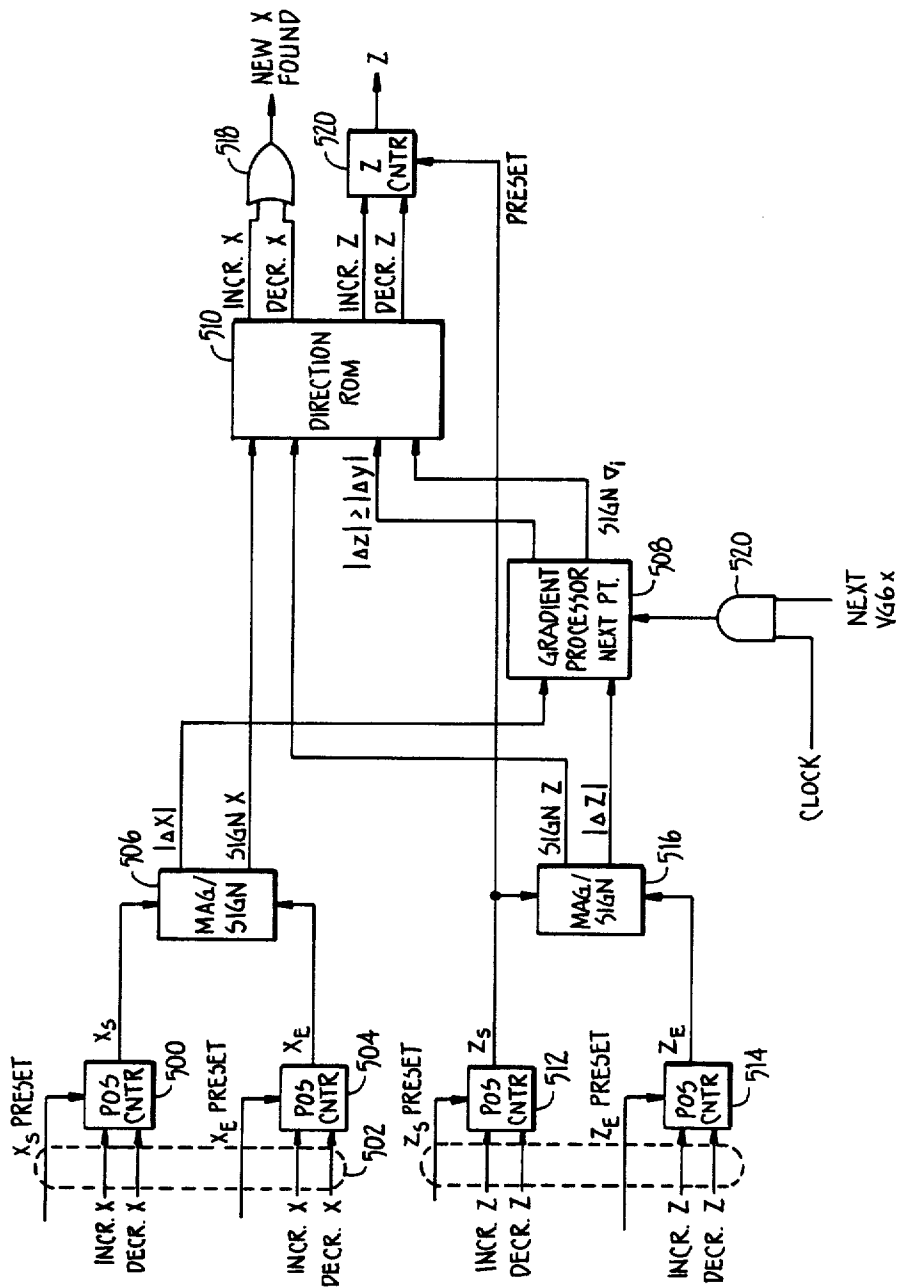 X_S PRESET
INCR. X
DECR. X
POS
CNTR
500
X_S
X_E PRESET
INCR. X
DECR. X
POS
CNTR
504
X_E
502
MAG/
SIGN
506
|ΔX|
SIGN X
Z_S PRESET
INCR. Z
DECR. Z
POS
CNTR
512
Z_S
Z_E PRESET
INCR. Z
DECR. Z
POS
CNTR
514
Z_E
MAG/
SIGN
516
SIGN Z
|ΔZ|
GRADIENT
PROCESSOR
NEXT PT.
508
CLOCK
NEXT
VG6x
520
|Δz| ≥ |Δy|
SIGN ∇i
DIRECTION
ROM
510
INCR. X
DECR. X
518
NEW X
FOUND
INCR. Z
DECR. Z
Z
CNTR
520
Z
PRESET